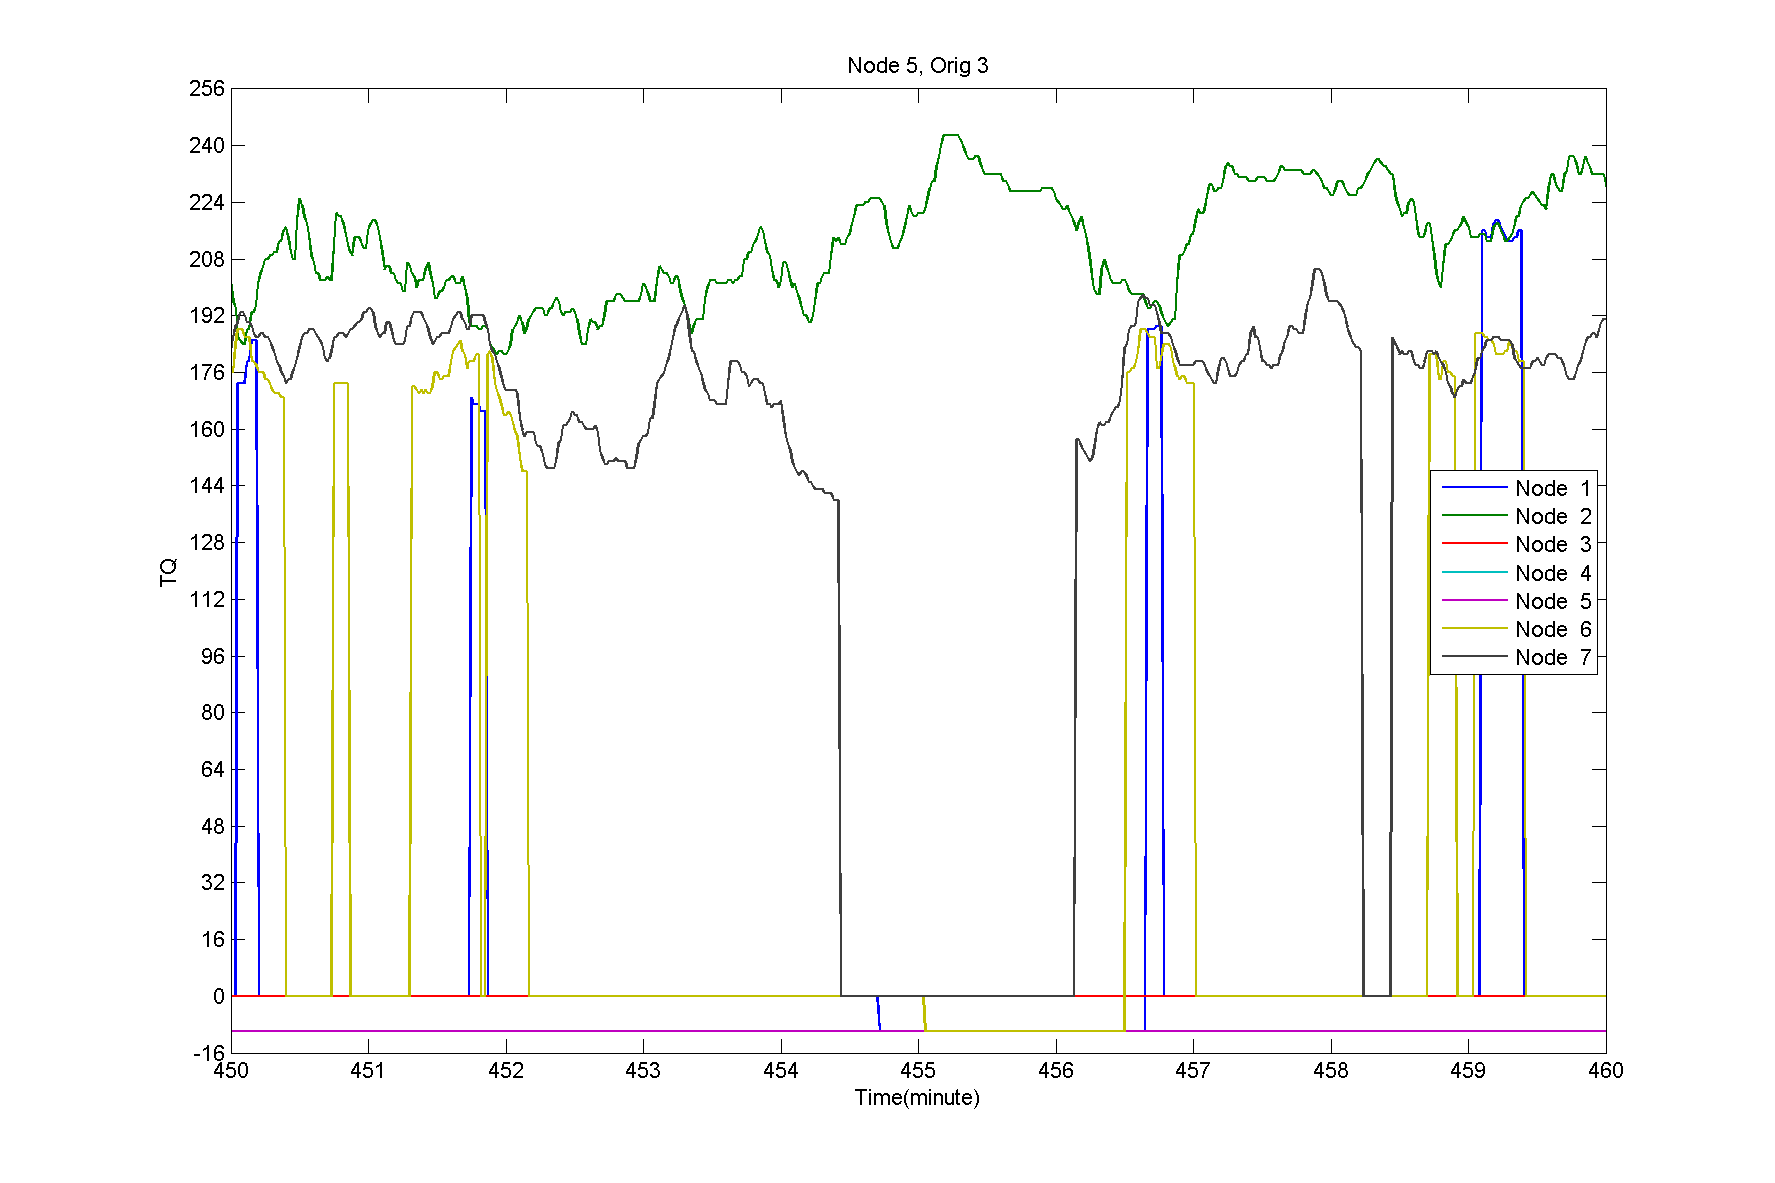 Node 5, Orig 3
256
240
224
208
192
176
160
144
128
112
96
80
64
48
32
16
0
-16
TQ
Node 1
Node 2
Node 3
Node 4
Node 5
Node 6
Node 7
450 451 452 453 454 455 456 457 458 459 460
Time(minute)